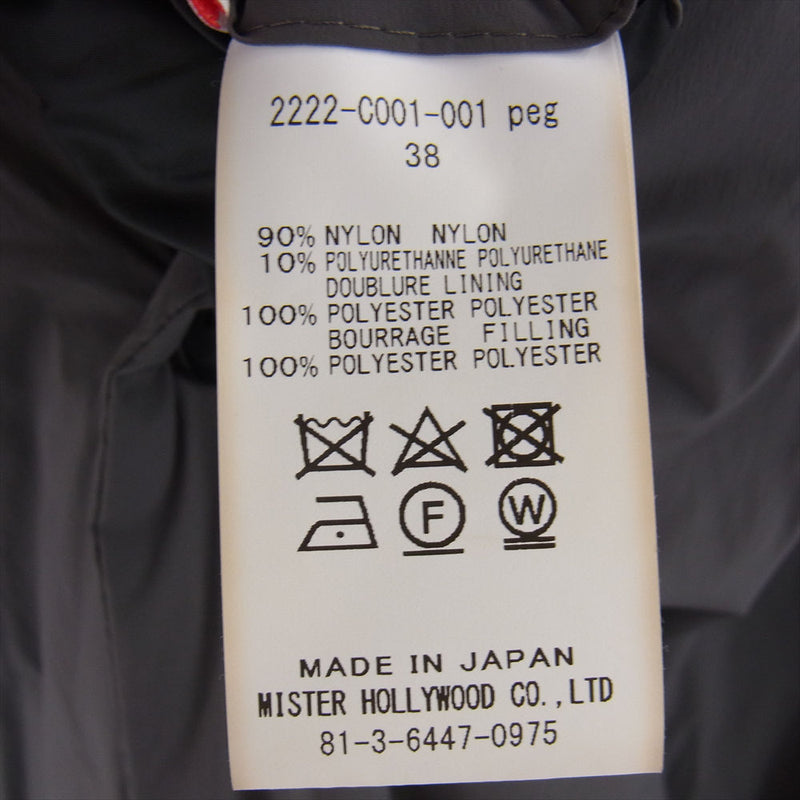 2222-C001-001 peg
38
90% NYLON NYLON
10% POLYURETHANNE POLYURETHANE
DOUBLURE LINING
100% POLYESTER POLYESTER
BOURRAGE FILLING
100% POLYESTER POLYESTER
F W
MADE IN JAPAN
MISTER HOLLYWOOD CO.,LTD
81-3-6447-0975